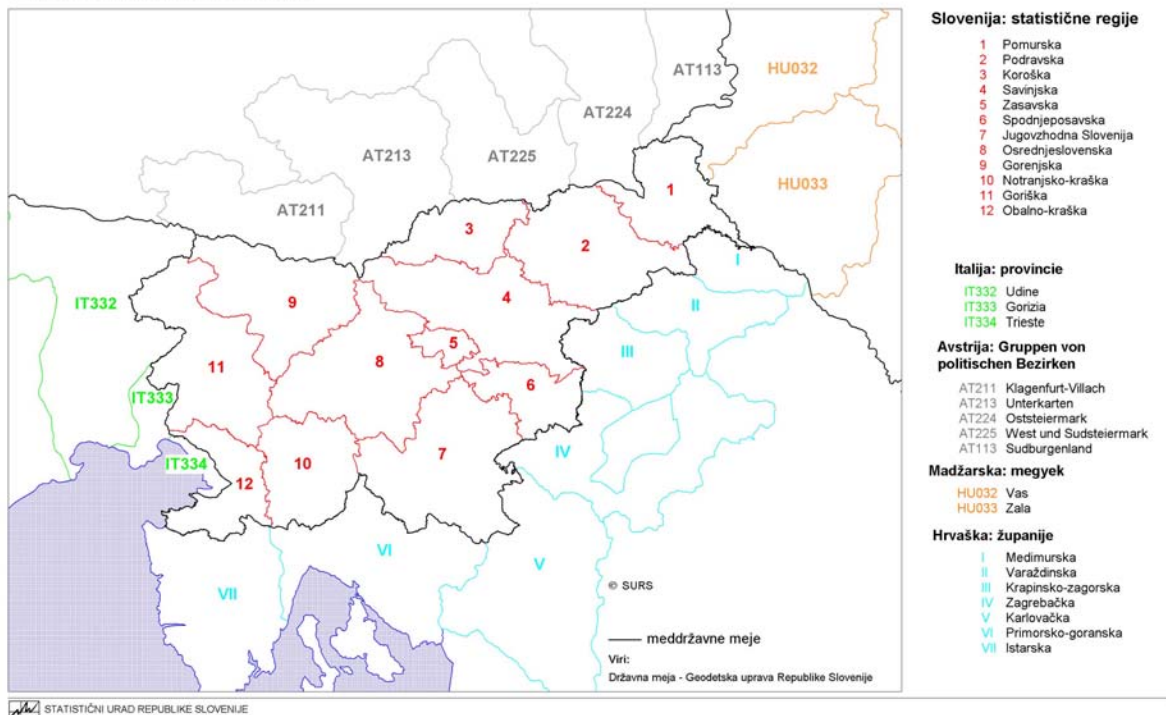 AT113
HU032
AT224
AT213
AT225
HU033
AT211
1
3
2
I
IT332
9
4
II
5
III
11
8
6
IT333
7
IV
IT334
10
12
VI
V
VII
© SURS
meddržavne meje
Viri:
Državna meja - Geodetska uprava Republike Slovenije
Slovenija: statistične regije
1 Pomurska
2 Podravska
3 Koroška
4 Savinjska
5 Zasavska
6 Spodnjeposavska
7 Jugovzhodna Slovenija
8 Osrednjeslovenska
9 Gorenjska
10 Notranjsko-kraška
11 Goriška
12 Obalno-kraška
Italija: provincie
IT332 Udine
IT333 Gorizia
IT334 Trieste
Avstrija: Gruppen von
politischen Bezirken
AT211 Klagenfurt-Villach
AT213 Unterkarten
AT224 Oststeiermark
AT225 West und Sudsteiermark
AT113 Sudburgenland
Madžarska: megyek
HU032 Vas
HU033 Zala
Hrvaška: županije
I Medimurska
II Varaždinska
III Krapinsko-zagorska
IV Zagrebačka
V Karlovačka
VI Primorsko-goranska
VII Istarska
STATISTIČNI URAD REPUBLIKE SLOVENIJE